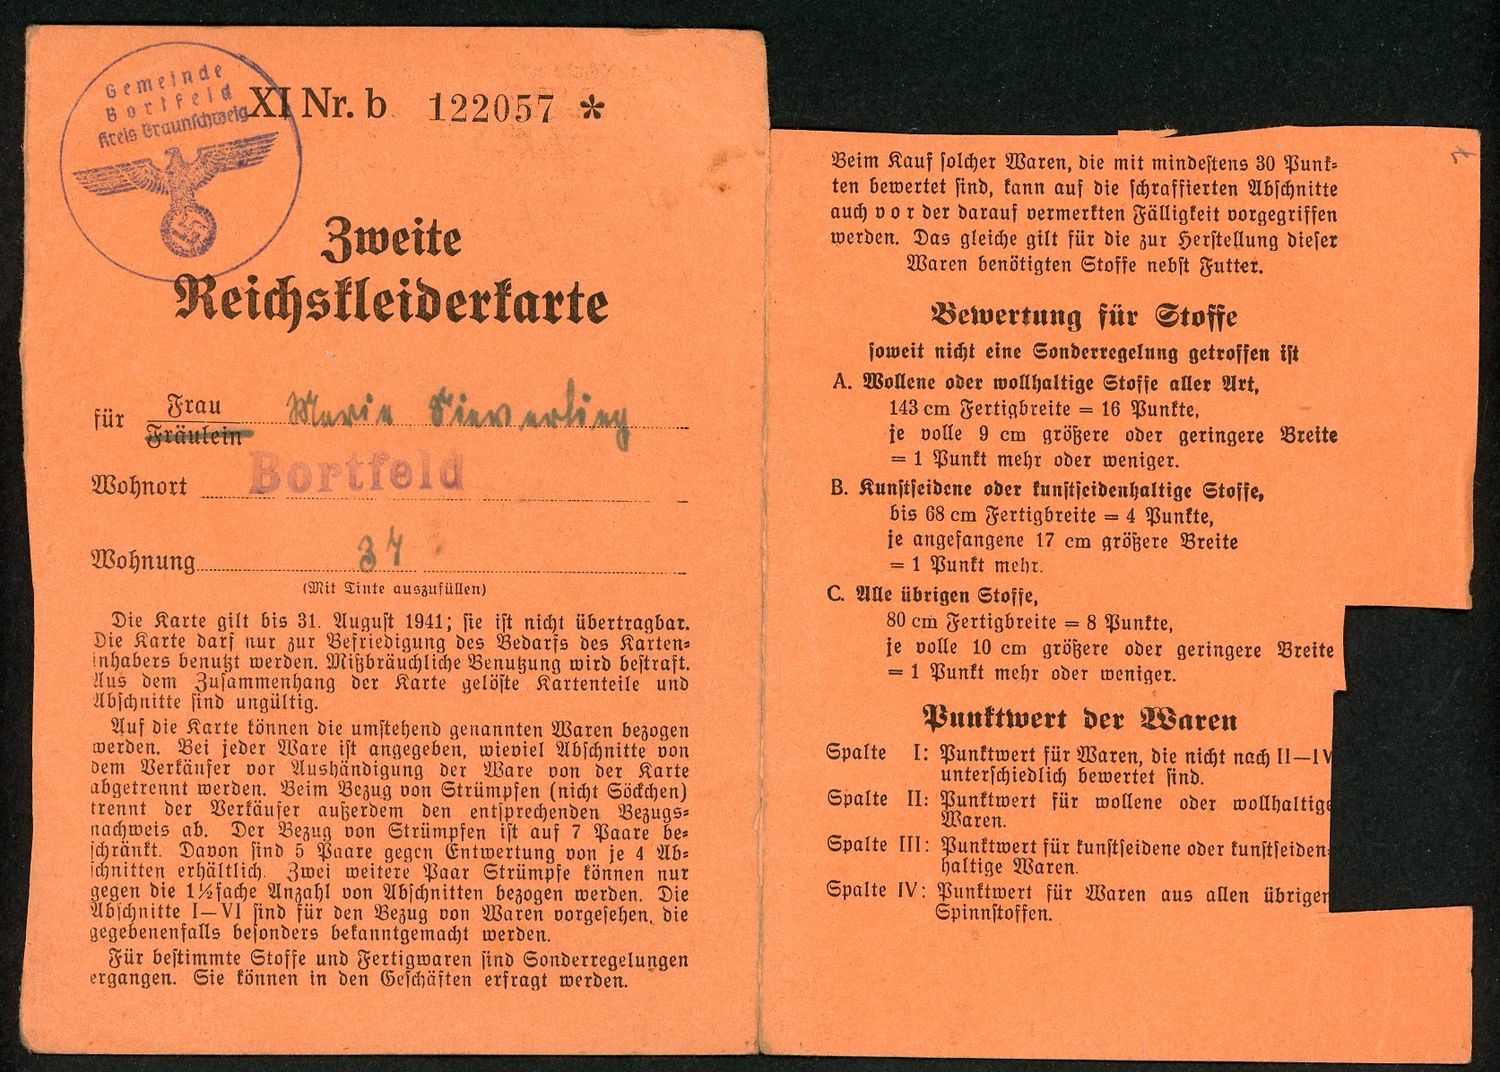 Gemeinde
Bortfeld
Kreis Braunschweig
XI Nr. b 122057 *
Zweite
Reichskleiderkarte
für Frau Marie Sieverling
Fräulein
Wohnort Bortfeld
Wohnung 34
(Mit Tinte auszufüllen)
Die Karte gilt bis 31. August 1941; sie ist nicht übertragbar.
Die Karte darf nur zur Befriedigung des Bedarfs des Karten-
inhabers benutzt werden. Mißbräuchliche Benutzung wird bestraft.
Aus dem Zusammenhang der Karte gelöste Kartenteile und
Abschnitte sind ungültig.
Auf die Karte können die umstehend genannten Waren bezogen
werden. Bei jeder Ware ist angegeben, wieviel Abschnitte von
dem Verkäufer vor Aushändigung der Ware von der Karte
abgetrennt werden. Beim Bezug von Strümpfen (nicht Söckchen)
trennt der Verkäufer außerdem den entsprechenden Bezugs-
nachweis ab. Der Bezug von Strümpfen ist auf 7 Paare be-
schränkt. Davon sind 5 Paare gegen Entwertung von je 4 Ab-
schnitten erhältlich. Zwei weitere Paar Strümpfe können nur
gegen die 1½fache Anzahl von Abschnitten bezogen werden. Die
Abschnitte I—VI sind für den Bezug von Waren vorgesehen, die
gegebenenfalls besonders bekanntgemacht werden.
Für bestimmte Stoffe und Fertigwaren sind Sonderregelungen
ergangen. Sie können in den Geschäften erfragt werden.
Beim Kauf solcher Waren, die mit mindestens 30 Punk-
ten bewertet sind, kann auf die schraffierten Abschnitte
auch vor der darauf vermerkten Fälligkeit vorgegriffen
werden. Das gleiche gilt für die zur Herstellung dieser
Waren benötigten Stoffe nebst Futter.
Bewertung für Stoffe
soweit nicht eine Sonderregelung getroffen ist
A. Wollene oder wollhaltige Stoffe aller Art,
143 cm Fertigbreite = 16 Punkte,
je volle 9 cm größere oder geringere Breite
= 1 Punkt mehr oder weniger.
B. Kunstseidene oder kunstseidenhaltige Stoffe,
bis 68 cm Fertigbreite = 4 Punkte,
je angefangene 17 cm größere Breite
= 1 Punkt mehr.
C. Alle übrigen Stoffe,
80 cm Fertigbreite = 8 Punkte,
je volle 10 cm größere oder geringere Breite
= 1 Punkt mehr oder weniger.
Punktwert der Waren
Spalte I: Punktwert für Waren, die nicht nach II—IV
unterschiedlich bewertet sind.
Spalte II: Punktwert für wollene oder wollhaltige
Waren.
Spalte III: Punktwert für kunstseidene oder kunstseiden-
haltige Waren.
Spalte IV: Punktwert für Waren aus allen übrigen
Spinnstoffen.